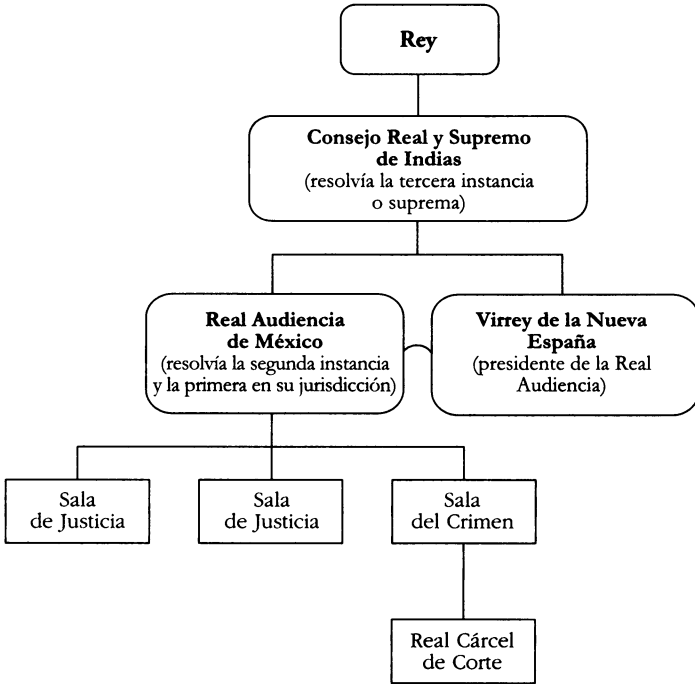 Rey
Consejo Real y Supremo
de Indias
(resolvía la tercera instancia
o suprema)
Real Audiencia
de México
(resolvía la segunda instancia
y la primera en su jurisdicción)
Virrey de la Nueva
España
(presidente de la Real
Audiencia)
Sala
de Justicia
Sala
de Justicia
Sala
del Crimen
Real Cárcel
de Corte